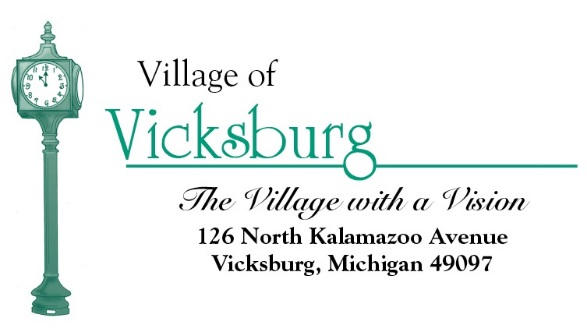 Village of
Vicksburg
The Village with a Vision
126 North Kalamazoo Avenue
Vicksburg, Michigan 49097